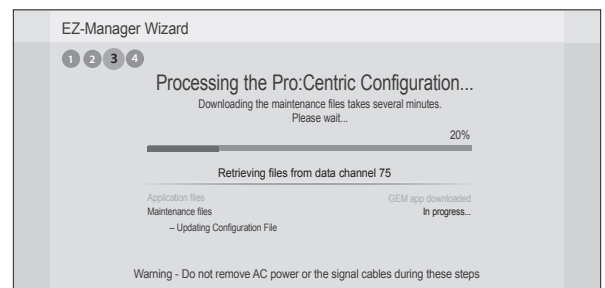 EZ-Manager Wizard
1 2 3 4
Processing the Pro:Centric Configuration...
Downloading the maintenance files takes several minutes.
Please wait...
20%
Retrieving files from data channel 75
Application files GEM app downloaded
Maintenance files In progress...
– Updating Configuration File
Warning - Do not remove AC power or the signal cables during these steps